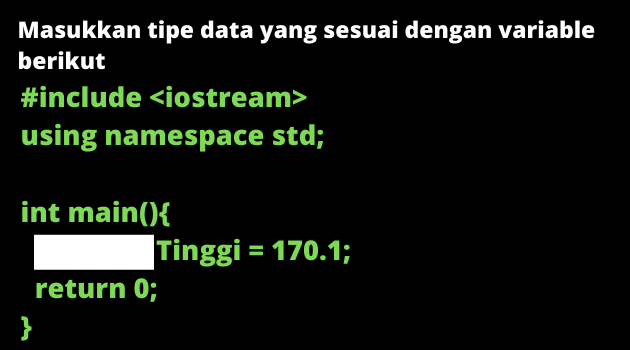 Masukkan tipe data yang sesuai dengan variable
berikut
#include <iostream>
using namespace std;
int main(){
Tinggi = 170.1;
return 0;
}